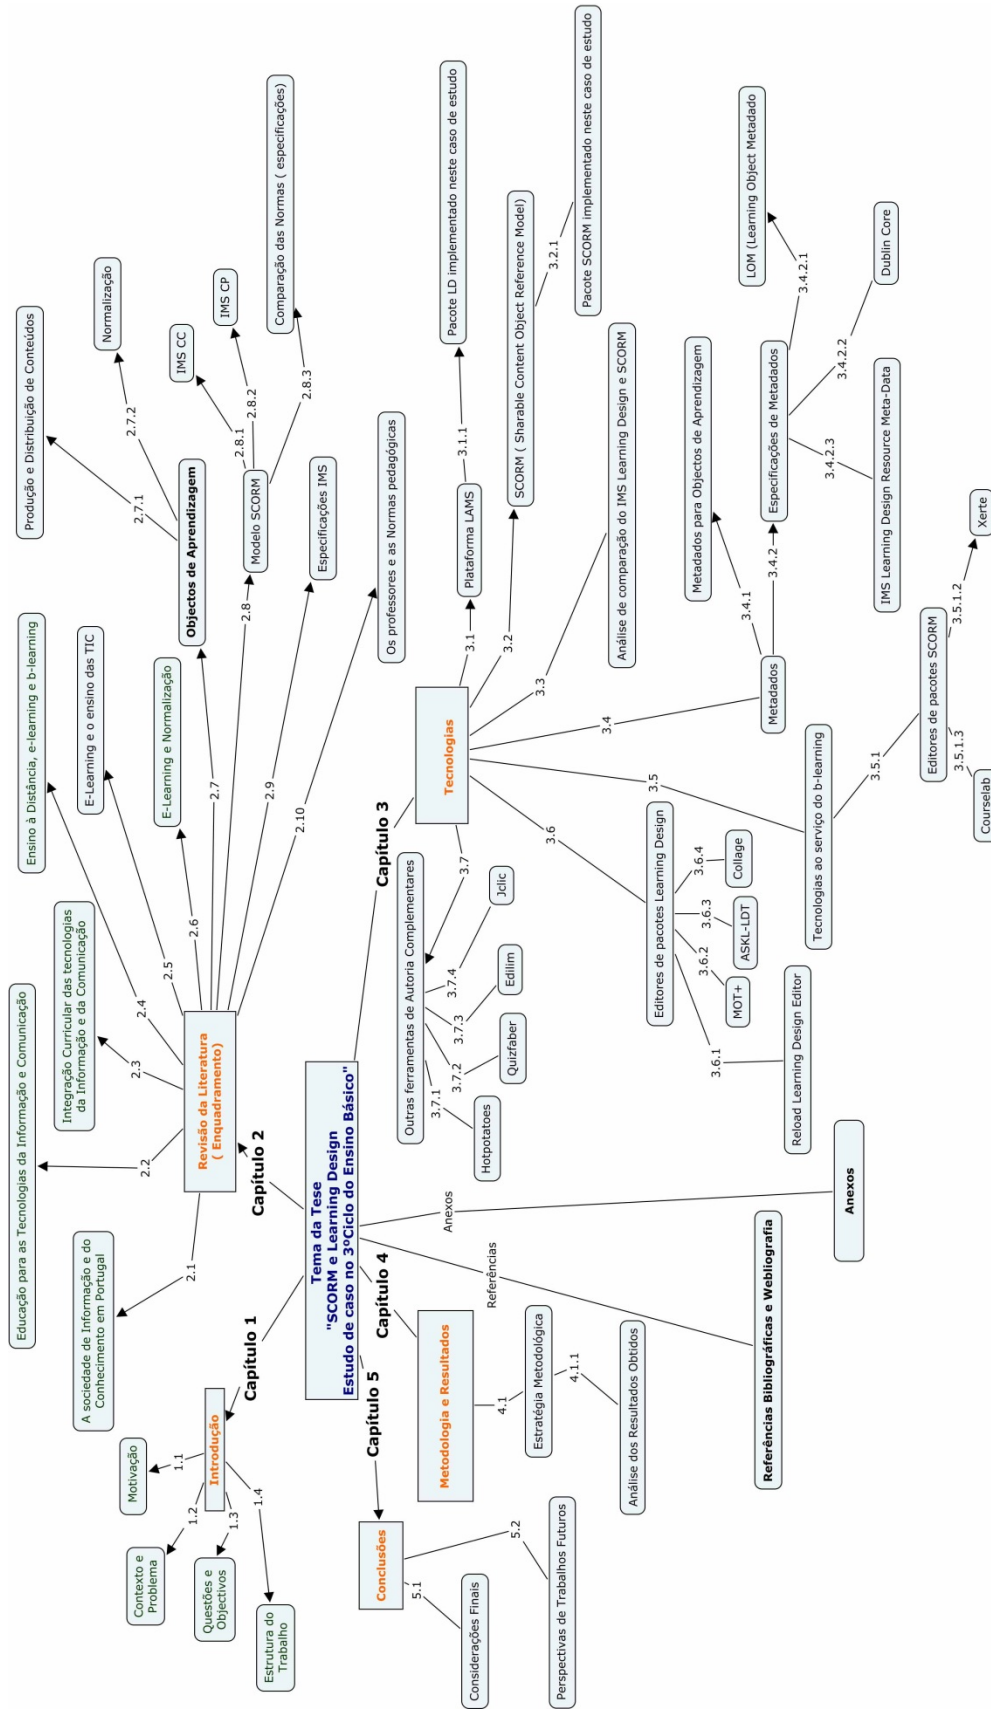 Tema da Tese
"SCORM e Learning Design
Estudo de caso no 3ºCiclo do Ensino Básico"
Capítulo 1
Introdução
1.1
Motivação
1.2
Contexto e
Problema
1.3
Questões e
Objectivos
1.4
Estrutura do
Trabalho
Capítulo 2
Revisão da Literatura
( Enquadramento)
2.1
A sociedade de Informação e do
Conhecimento em Portugal
2.2
Educação para as Tecnologias da Informação e Comunicação
2.3
Integração Curricular das tecnologias
da Informação e da Comunicação
2.4
Ensino à Distância, e-learning e b-learning
2.5
E-Learning e o ensino das TIC
2.6
E-Learning e Normalização
2.7
Objectos de Aprendizagem
2.7.1
Produção e Distribuição de Conteúdos
2.7.2
Normalização
2.8
Modelo SCORM
2.8.1
IMS CC
2.8.2
IMS CP
2.8.3
Comparação das Normas ( especificações)
2.9
Especificações IMS
2.10
Os professores e as Normas pedagógicas
Capítulo 3
Tecnologias
3.1
Plataforma LAMS
3.1.1
Pacote LD implementado neste caso de estudo
3.2
SCORM ( Sharable Content Object Reference Model)
3.2.1
Pacote SCORM implementado neste caso de estudo
3.3
Análise de comparação do IMS Learning Design e SCORM
3.4
Metadados
3.4.1
Metadados para Objectos de Aprendizagem
3.4.2
Especificações de Metadados
3.4.2.1
LOM (Learning Object Metadado)
3.4.2.2
Dublin Core
3.4.2.3
IMS Learning Design Resource Meta-Data
3.5
Tecnologias ao serviço do b-learning
3.5.1
Editores de pacotes SCORM
3.5.1.2
Xerte
3.5.1.3
Courselab
3.6
Editores de pacotes Learning Design
3.6.1
Reload Learning Design Editor
3.6.2
MOT+
3.6.3
ASKL-LDT
3.6.4
Collage
3.7
Outras ferramentas de Autoria Complementares
3.7.1
Hotpotatoes
3.7.2
Quizfaber
3.7.3
Edilim
3.7.4
Jclic
Capítulo 4
Metodologia e Resultados
4.1
Estratégia Metodológica
4.1.1
Análise dos Resultados Obtidos
Capítulo 5
Conclusões
5.1
Considerações Finais
5.2
Perspectivas de Trabalhos Futuros
Referências
Referências Bibliográficas e Webliografia
Anexos
Anexos